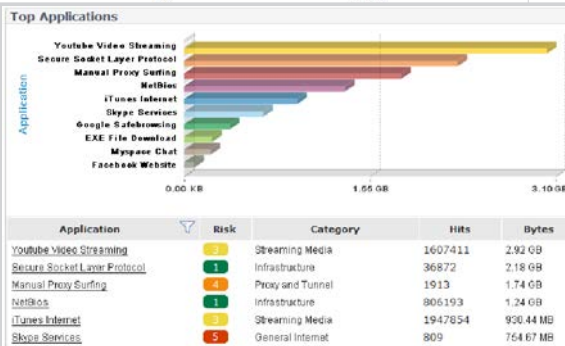 Top Applications
Application
Youtube Video Streaming
Secure Socket Layer Protocol
Manual Proxy Surfing
NetBios
iTunes Internet
Skype Services
Google Safebrowsing
EXE File Download
Myspace Chat
Facebook Website
0.00 KB 1.55 GB 3.10 GB
Application Risk Category Hits Bytes
Youtube Video Streaming 3 Streaming Media 1607411 2.92 GB
Secure Socket Layer Protocol 1 Infrastructure 36872 2.18 GB
Manual Proxy Surfing 4 Proxy and Tunnel 1913 1.74 GB
NetBios 1 Infrastructure 806193 1.24 GB
iTunes Internet 3 Streaming Media 1947854 930.44 MB
Skype Services 5 General Internet 809 764.67 MB